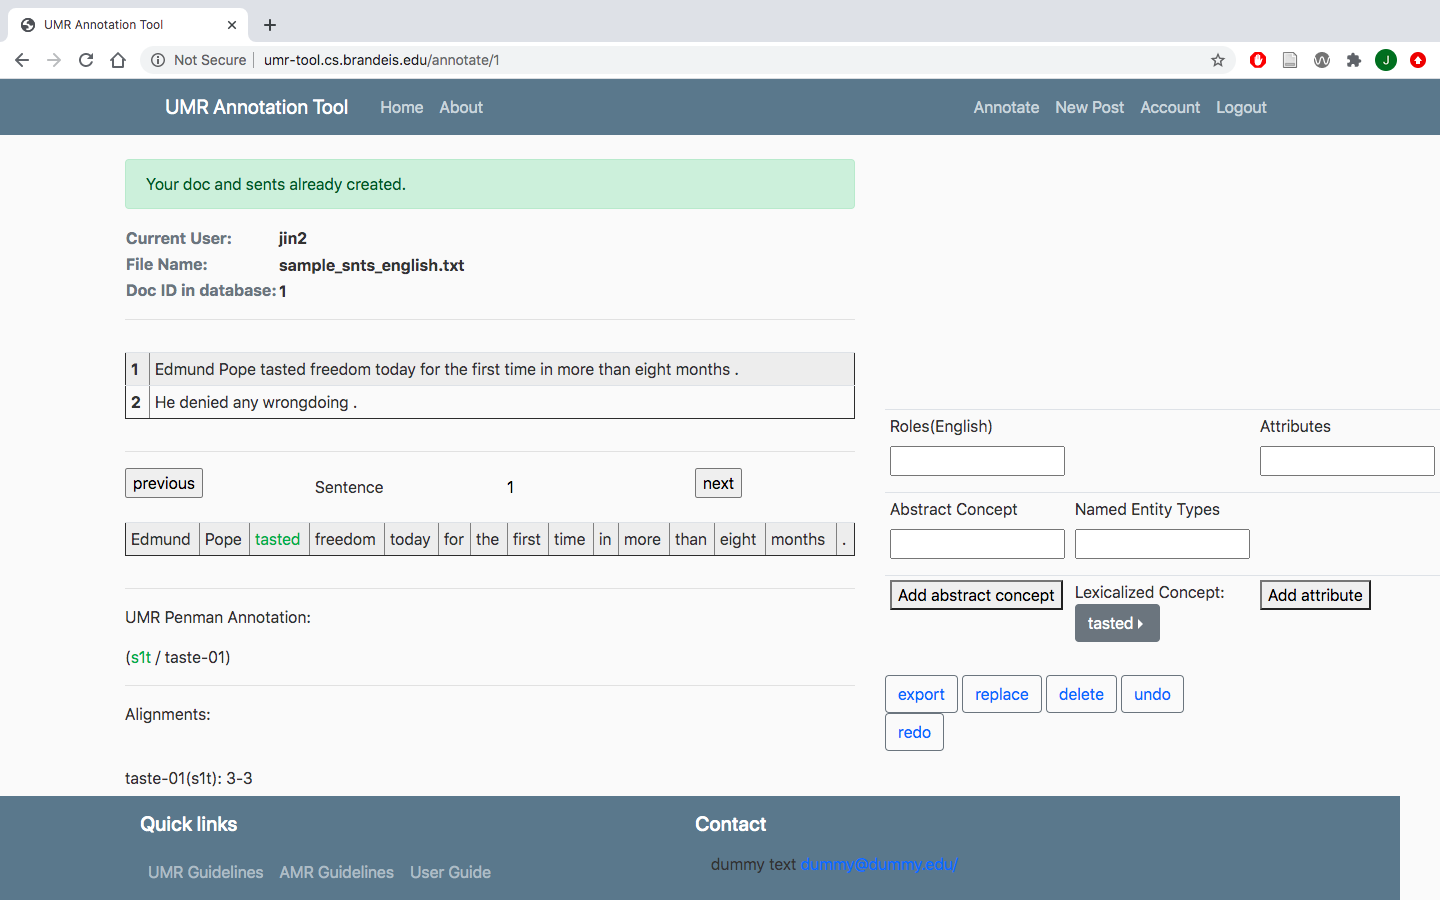 UMR Annotation Tool
Not Secure umr-tool.cs.brandeis.edu/annotate/1
J
UMR Annotation Tool Home About Annotate New Post Account Logout
Your doc and sents already created.
Current User: jin2
File Name: sample_snts_english.txt
Doc ID in database: 1
1 Edmund Pope tasted freedom today for the first time in more than eight months .
2 He denied any wrongdoing .
previous Sentence 1 next
Edmund Pope tasted freedom today for the first time in more than eight months .
UMR Penman Annotation:
(s1t / taste-01)
Alignments:
taste-01(s1t): 3-3
Roles(English) Attributes
Abstract Concept Named Entity Types
Add abstract concept Lexicalized Concept: Add attribute
tasted
export replace delete undo
redo
Quick links Contact
UMR Guidelines AMR Guidelines User Guide dummy text dummy@dummy.edu/